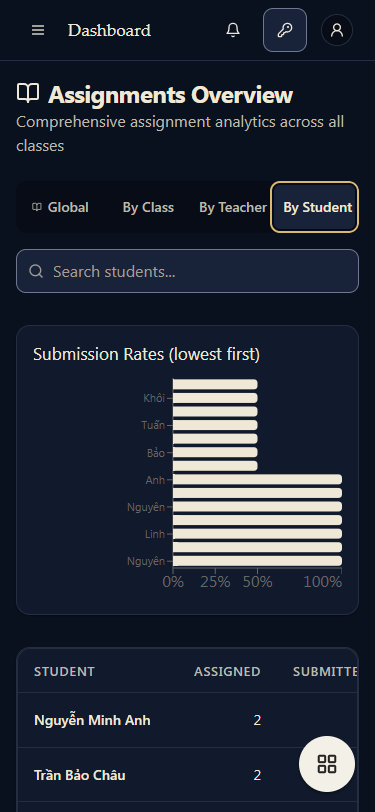 Dashboard
Assignments Overview
Comprehensive assignment analytics across all
classes
Global
By Class
By Teacher
By Student
Search students...
Submission Rates (lowest first)
Khôi
Tuấn
Bảo
Anh
Nguyên
Linh
Nguyên
0% 25% 50% 100%
STUDENT ASSIGNED SUBMITTE
Nguyễn Minh Anh 2
Trần Bảo Châu 2